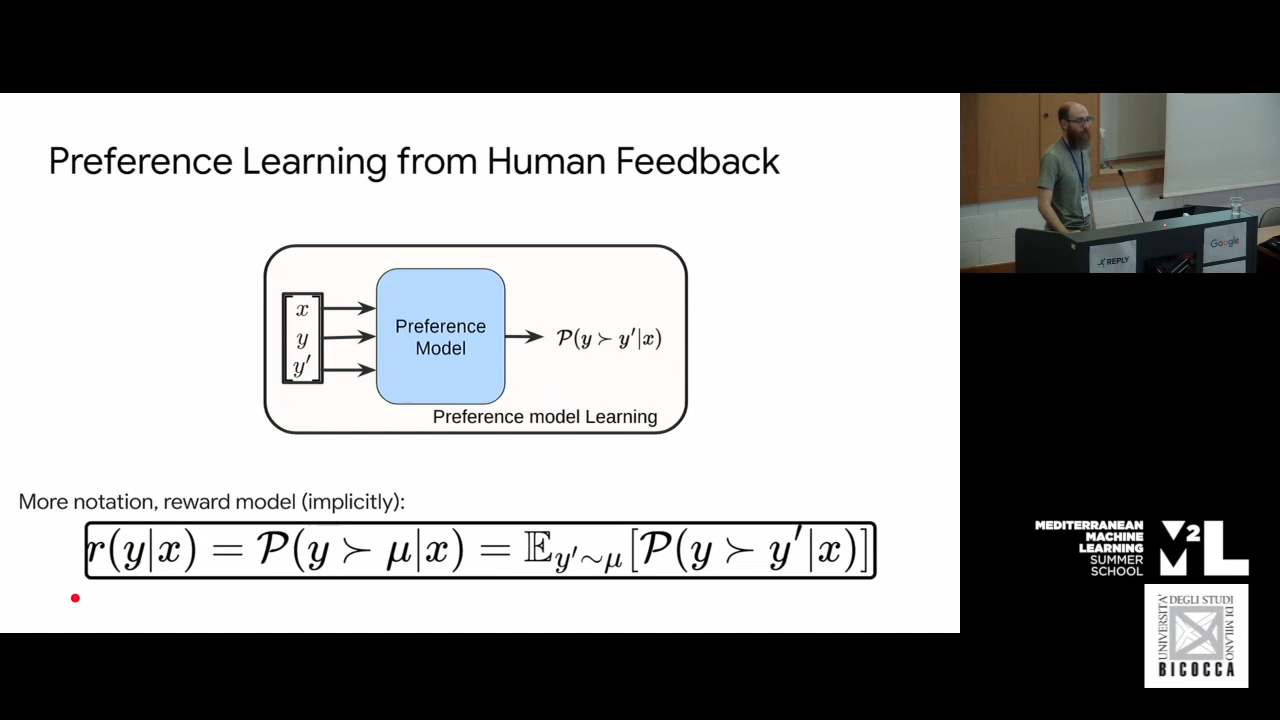 Preference Learning from Human Feedback
x
y
y′
Preference
Model
𝒫(y ≻ y′|x)
Preference model Learning
More notation, reward model (implicitly):
r(y|x) = 𝒫(y ≻ μ|x) = 𝔼_{y′∼μ}[𝒫(y ≻ y′|x)]
REPLY
Google
MEDITERRANEAN
MACHINE
LEARNING
SUMMER
SCHOOL
M2L
UNIVERSITA'
DEGLI STUDI
DI MILANO
BICOCCA